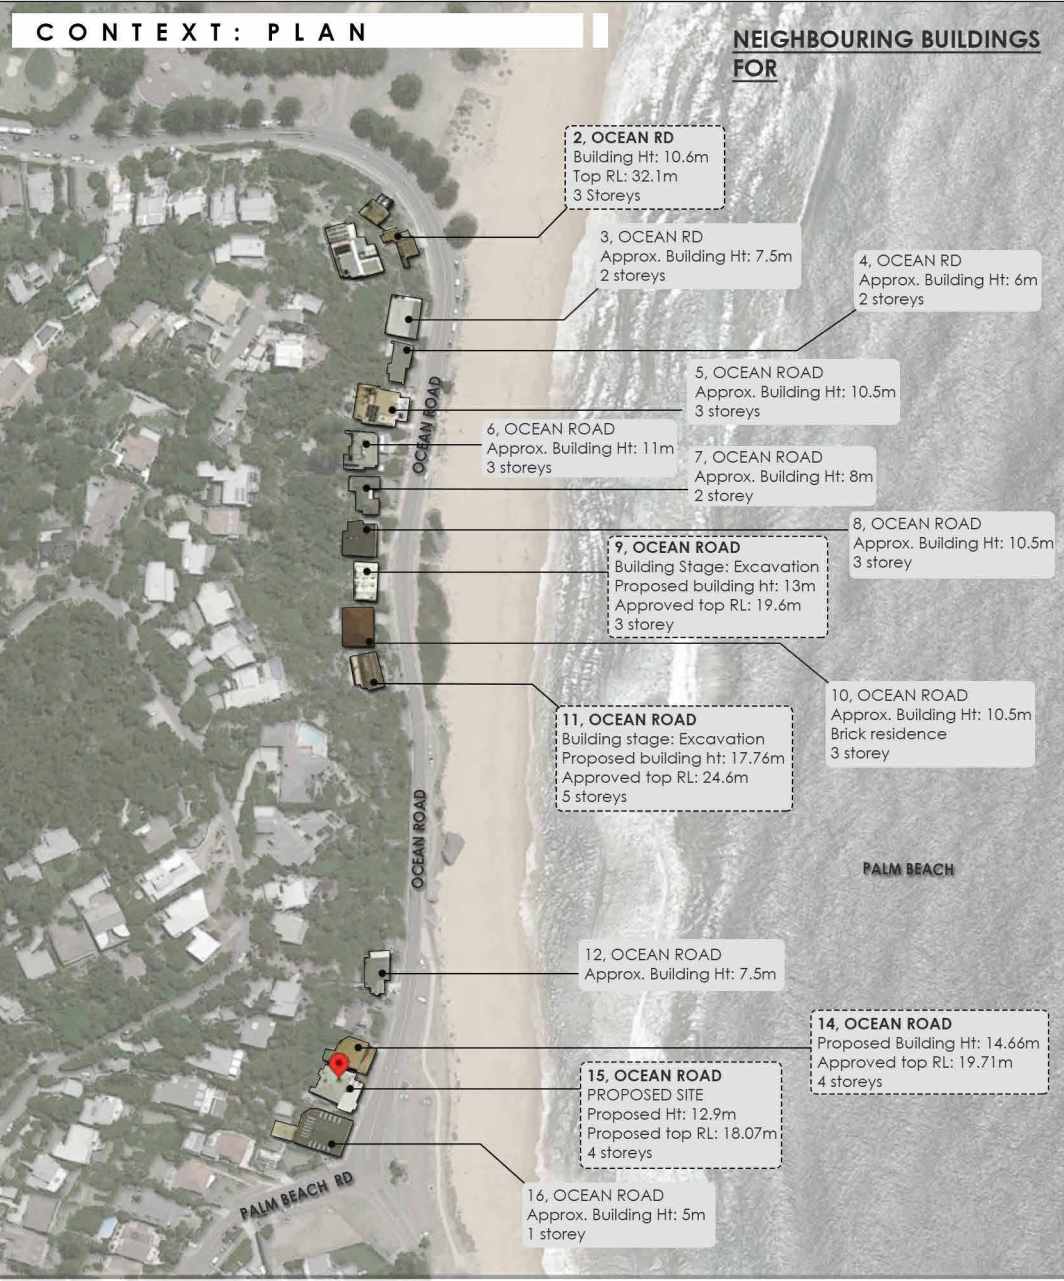 CONTEXT: PLAN
NEIGHBOURING BUILDINGS
FOR
2, OCEAN RD
Building Ht: 10.6m
Top RL: 32.1m
3 Storeys
3, OCEAN RD
Approx. Building Ht: 7.5m
2 storeys
4, OCEAN RD
Approx. Building Ht: 6m
2 storeys
5, OCEAN ROAD
Approx. Building Ht: 10.5m
3 storeys
OCEAN ROAD
6, OCEAN ROAD
Approx. Building Ht: 11m
3 storeys
7, OCEAN ROAD
Approx. Building Ht: 8m
2 storey
8, OCEAN ROAD
Approx. Building Ht: 10.5m
3 storey
9, OCEAN ROAD
Building Stage: Excavation
Proposed building ht: 13m
Approved top RL: 19.6m
3 storey
10, OCEAN ROAD
Approx. Building Ht: 10.5m
Brick residence
3 storey
11, OCEAN ROAD
Building stage: Excavation
Proposed building ht: 17.76m
Approved top RL: 24.6m
5 storeys
OCEAN ROAD
PALM BEACH
12, OCEAN ROAD
Approx. Building Ht: 7.5m
14, OCEAN ROAD
Proposed Building Ht: 14.66m
Approved top RL: 19.71m
4 storeys
15, OCEAN ROAD
PROPOSED SITE
Proposed Ht: 12.9m
Proposed top RL: 18.07m
4 storeys
PALM BEACH RD
16, OCEAN ROAD
Approx. Building Ht: 5m
1 storey